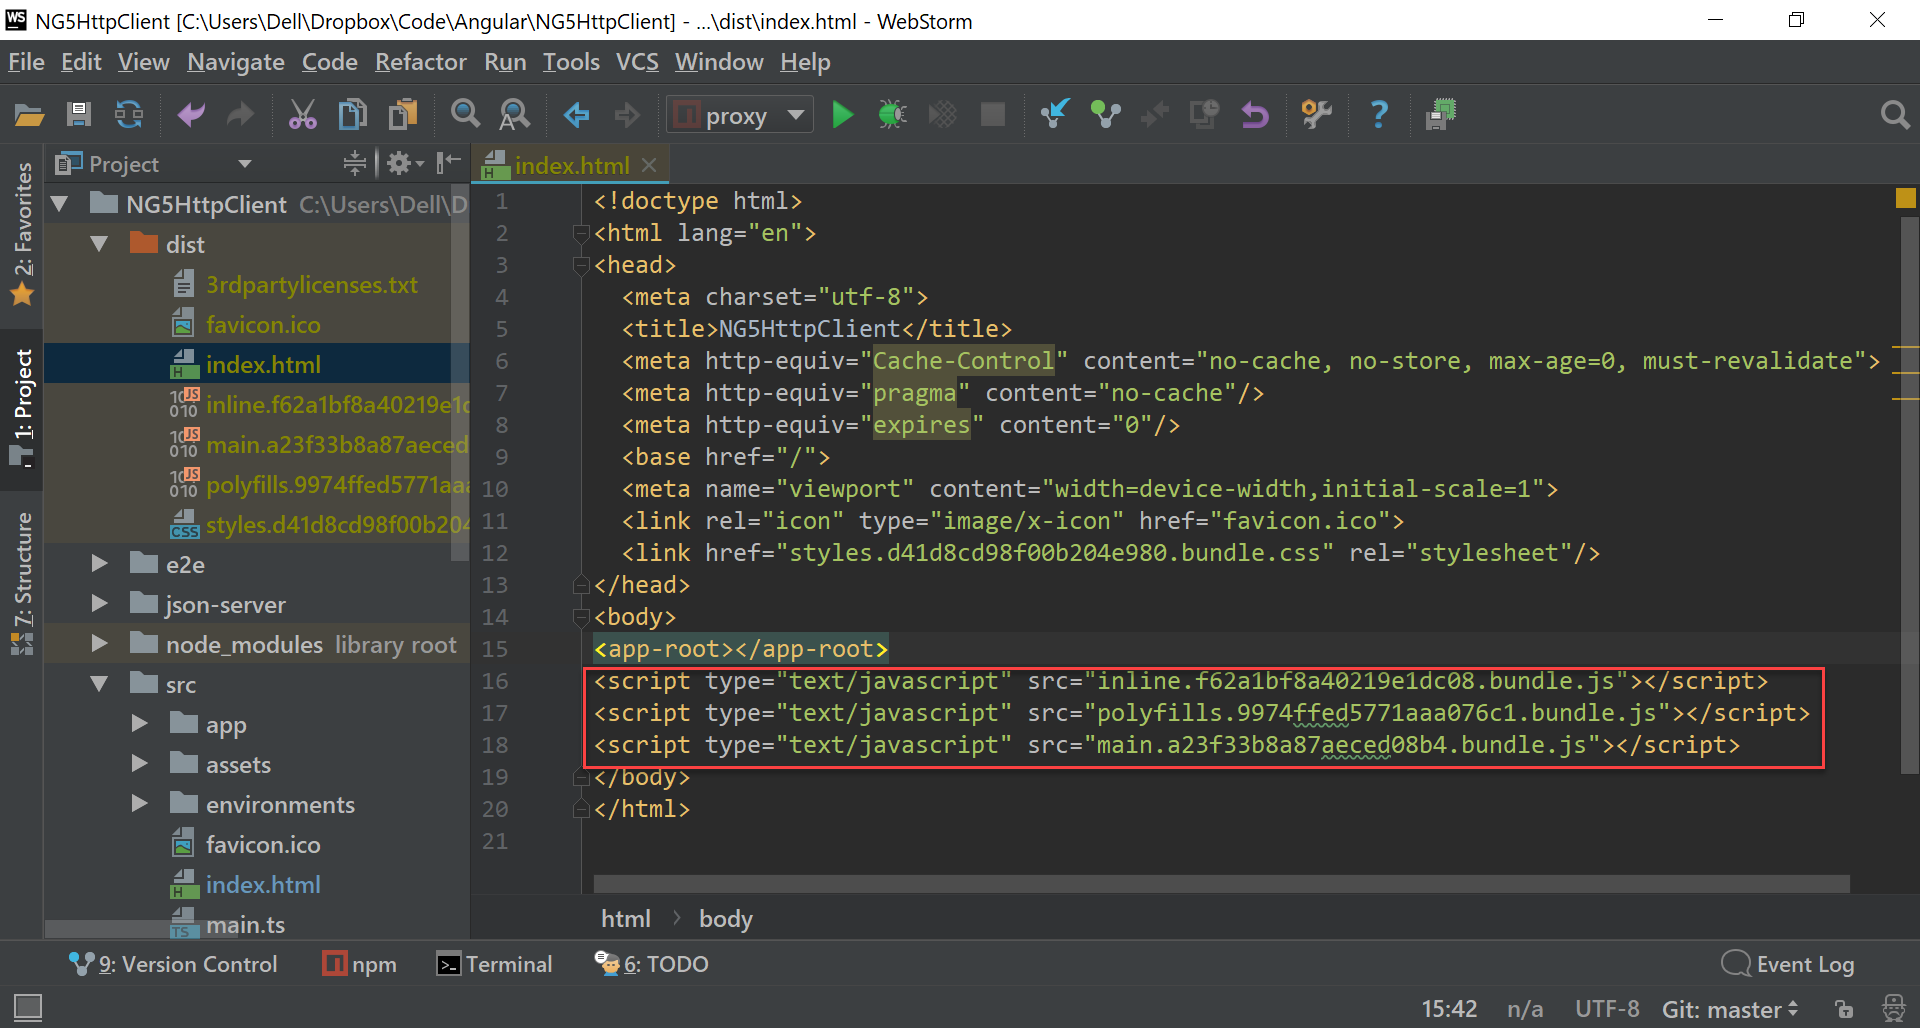 WS NG5HttpClient [C:\Users\Dell\Dropbox\Code\Angular\NG5HttpClient] - ...\dist\index.html - WebStorm
File Edit View Navigate Code Refactor Run Tools VCS Window Help
proxy
Project
index.html
2: Favorites
1: Project
7: Structure
NG5HttpClient C:\Users\Dell\D
dist
3rdpartylicenses.txt
favicon.ico
index.html
inline.f62a1bf8a40219e1d
main.a23f33b8a87aeced
polyfills.9974ffed5771aaa
styles.d41d8cd98f00b204
e2e
json-server
node_modules library root
src
app
assets
environments
favicon.ico
index.html
main.ts
1 <!doctype html>
2 <html lang="en">
3 <head>
4 <meta charset="utf-8">
5 <title>NG5HttpClient</title>
6 <meta http-equiv="Cache-Control" content="no-cache, no-store, max-age=0, must-revalidate">
7 <meta http-equiv="pragma" content="no-cache"/>
8 <meta http-equiv="expires" content="0"/>
9 <base href="/">
10 <meta name="viewport" content="width=device-width,initial-scale=1">
11 <link rel="icon" type="image/x-icon" href="favicon.ico">
12 <link href="styles.d41d8cd98f00b204e980.bundle.css" rel="stylesheet"/>
13 </head>
14 <body>
15 <app-root></app-root>
16 <script type="text/javascript" src="inline.f62a1bf8a40219e1dc08.bundle.js"></script>
17 <script type="text/javascript" src="polyfills.9974ffed5771aaa076c1.bundle.js"></script>
18 <script type="text/javascript" src="main.a23f33b8a87aeced08b4.bundle.js"></script>
19 </body>
20 </html>
21
html body
9: Version Control npm Terminal 6: TODO Event Log
15:42 n/a UTF-8 Git: master